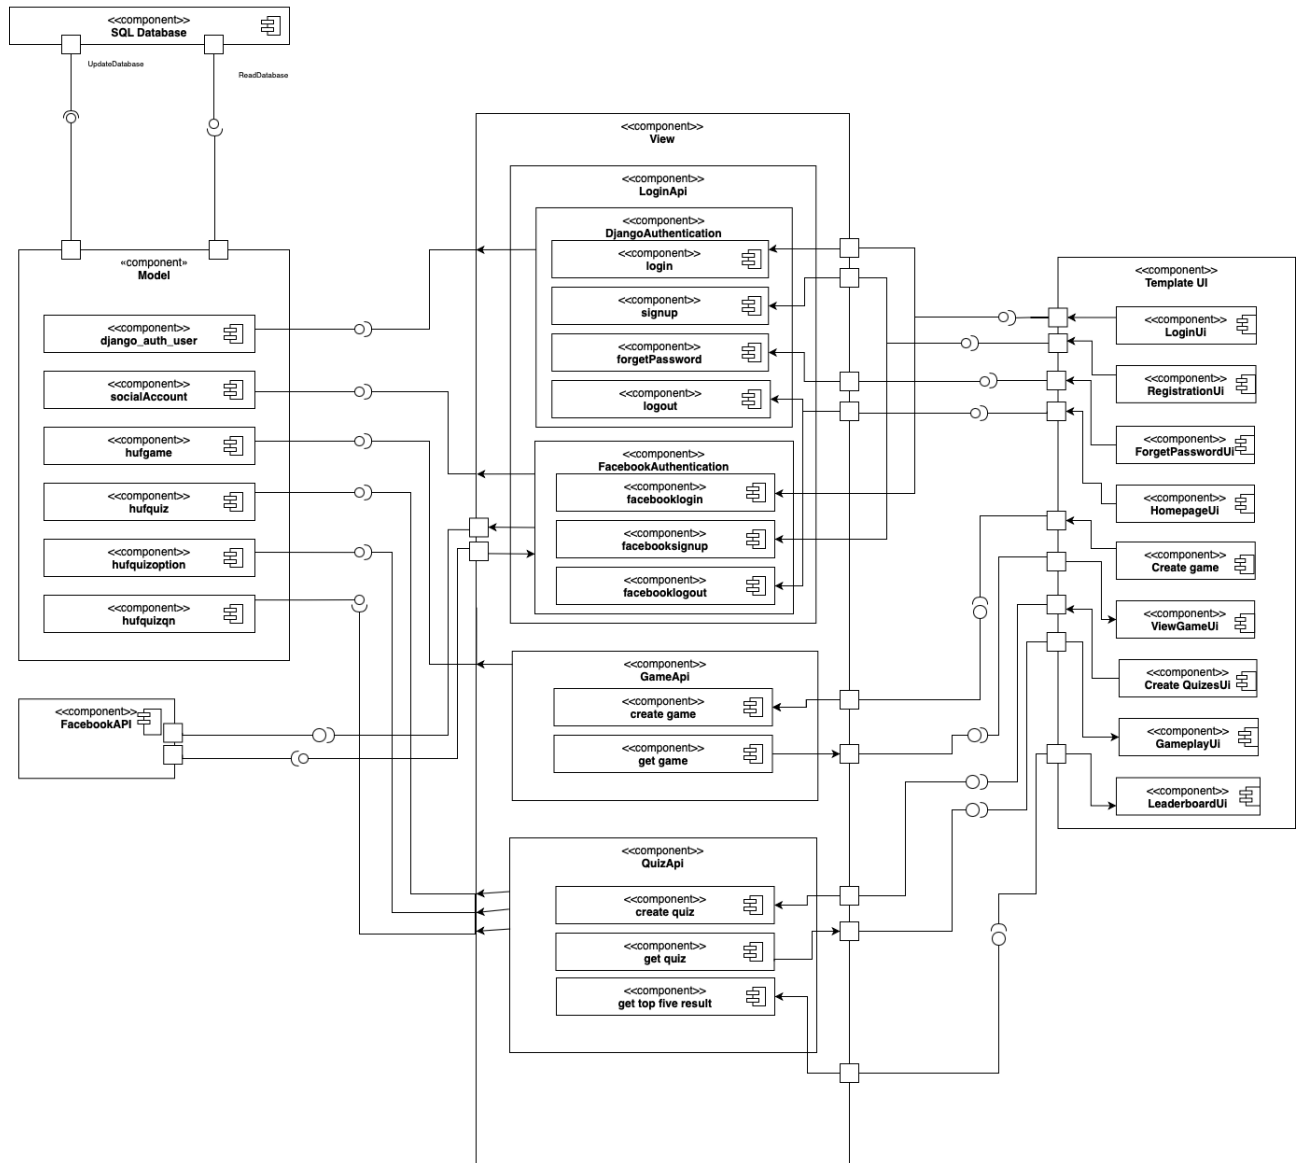 <<component>>
SQL Database
UpdateDatabase
ReadDatabase
«component»
Model
<<component>>
django_auth_user
<<component>>
socialAccount
<<component>>
hufgame
<<component>>
hufquiz
<<component>>
hufquizoption
<<component>>
hufquizqn
<<component>>
FacebookAPI
<<component>>
View
<<component>>
LoginApi
<<component>>
DjangoAuthentication
<<component>>
login
<<component>>
signup
<<component>>
forgetPassword
<<component>>
logout
<<component>>
FacebookAuthentication
<<component>>
facebooklogin
<<component>>
facebooksignup
<<component>>
facebooklogout
<<component>>
GameApi
<<component>>
create game
<<component>>
get game
<<component>>
QuizApi
<<component>>
create quiz
<<component>>
get quiz
<<component>>
get top five result
<<component>>
Template UI
<<component>>
LoginUi
<<component>>
RegistrationUi
<<component>>
ForgetPasswordUi
<<component>>
HomepageUi
<<component>>
Create game
<<component>>
ViewGameUi
<<component>>
Create QuizesUi
<<component>>
GameplayUi
<<component>>
LeaderboardUi